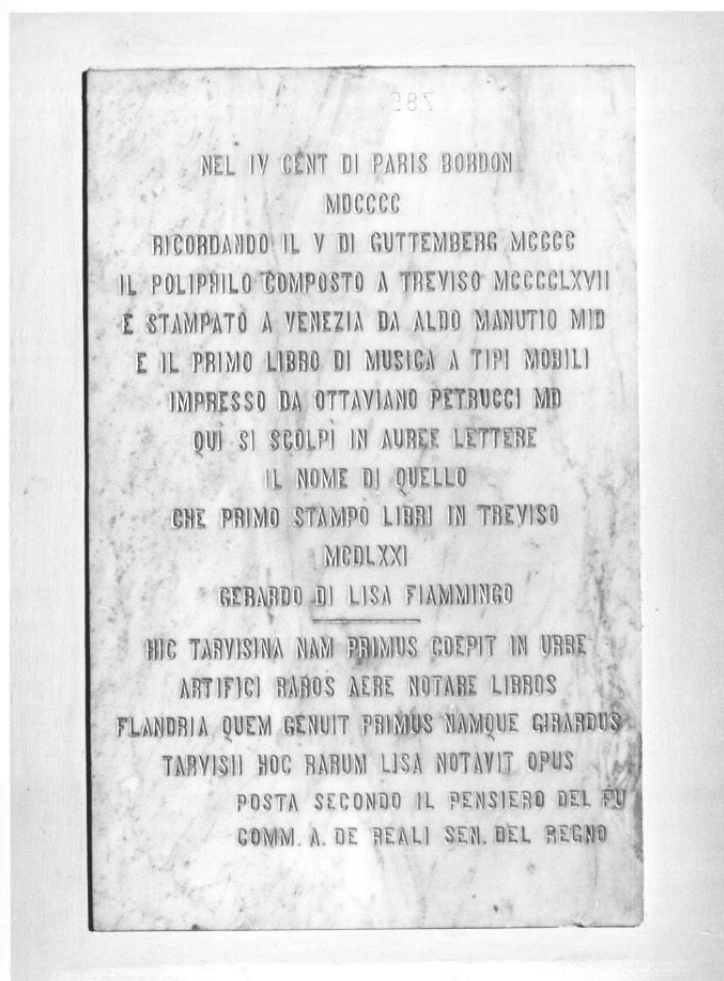 785
NEL IV CENT DI PARIS BORDON
MDCCCC
RICORDANDO IL V DI GUTTEMBERG MCCCC
IL POLIPHILO COMPOSTO A TREVISO MCCCCLXVII
E STAMPATO A VENEZIA DA ALDO MANUTIO MID
E IL PRIMO LIBRO DI MUSICA A TIPI MOBILI
IMPRESSO DA OTTAVIANO PETRUCCI MD
QUI SI SCOLPÌ IN AUREE LETTERE
IL NOME DI QUELLO
CHE PRIMO STAMPÒ LIBRI IN TREVISO
MCDLXXI
GERARDO DI LISA FIAMMINGO
HIC TARVISINA NAM PRIMUS COEPIT IN URBE
ARTIFICI RAROS AERE NOTARE LIBROS
FLANDRIA QUEM GENUIT PRIMUS NAMQUE GIRARDUS
TARVISII HOC RARUM LISA NOTAVIT OPUS
POSTA SECONDO IL PENSIERO DEL FU
COMM. A. DE REALI SEN. DEL REGNO